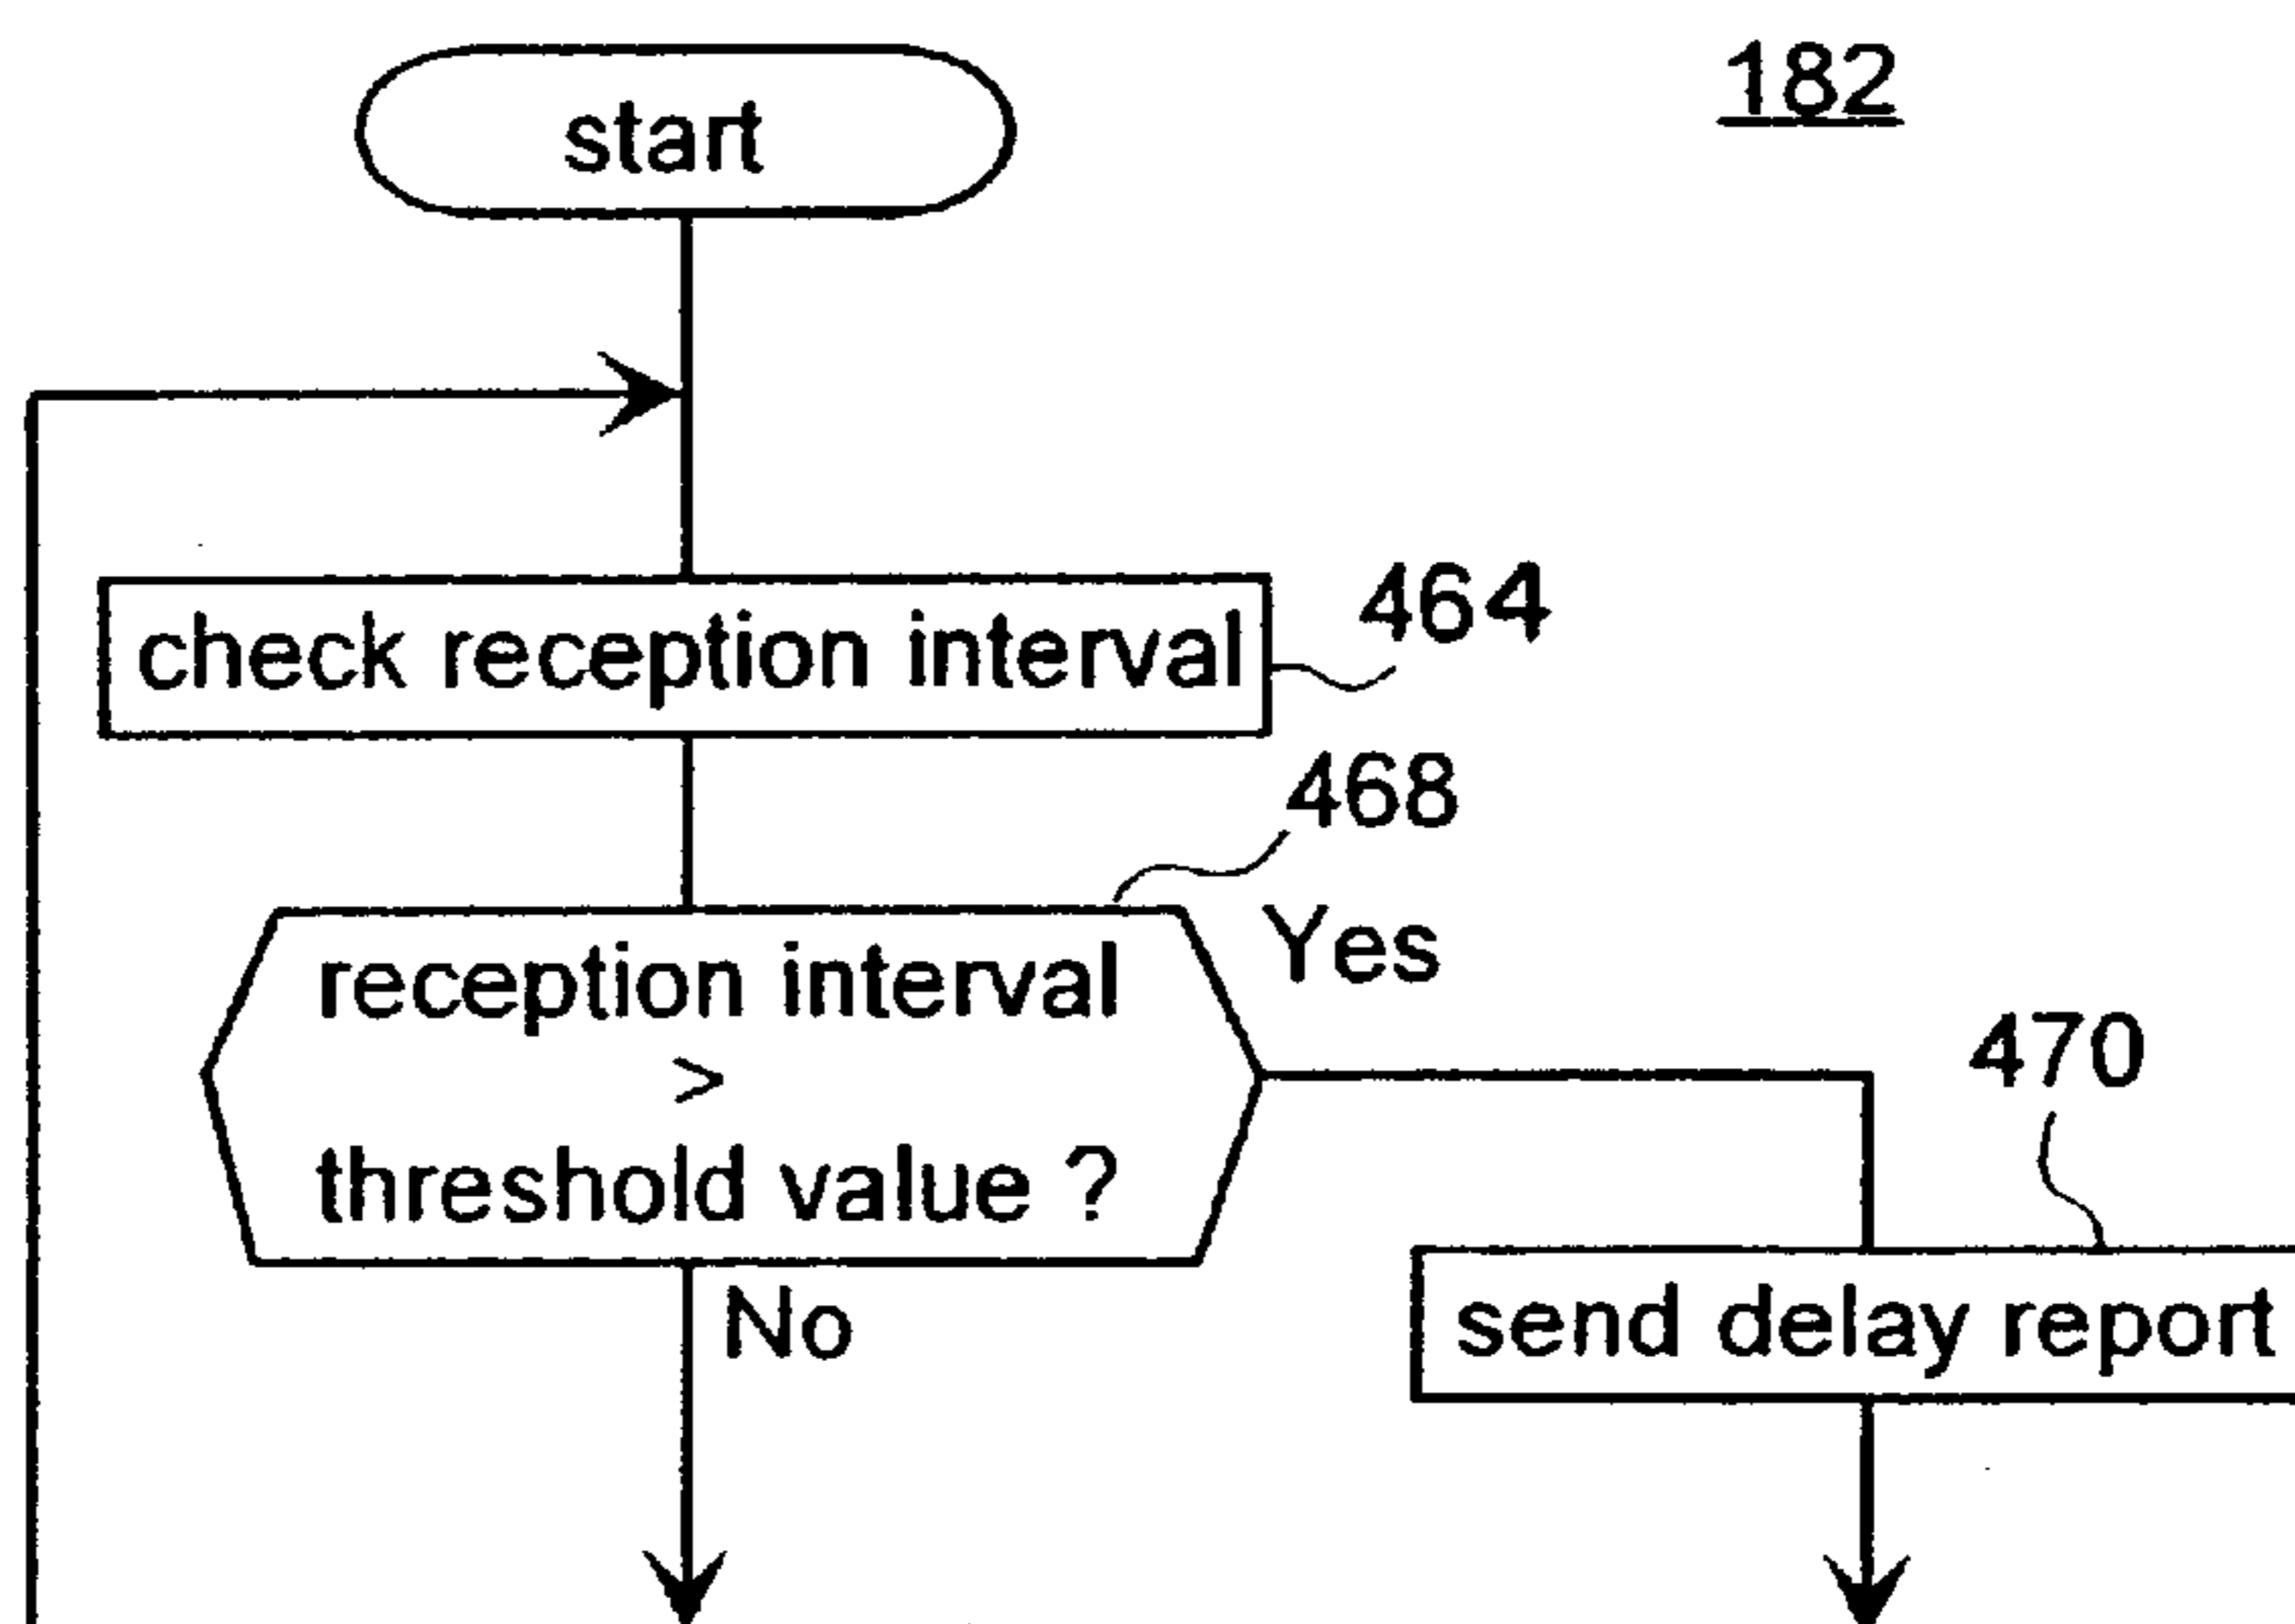 182
start
check reception interval
464
468
reception interval
>
threshold value ?
Yes
No
470
send delay report